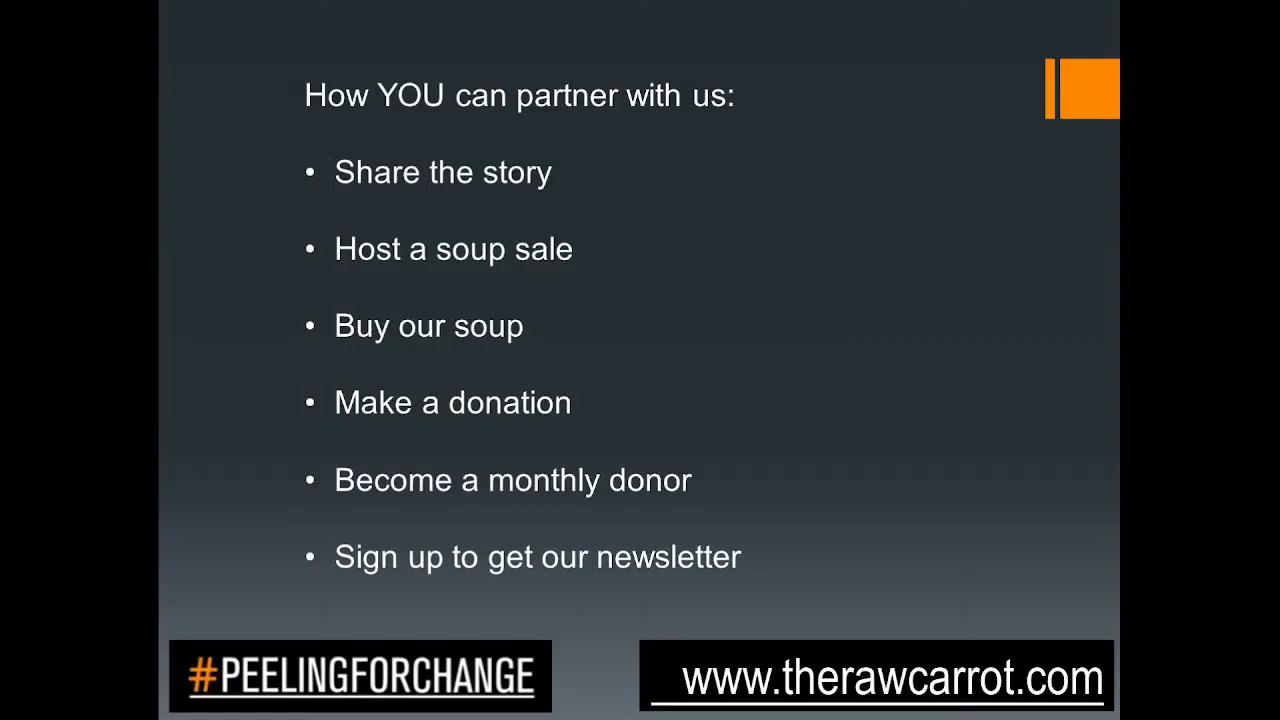 How YOU can partner with us:
• Share the story
• Host a soup sale
• Buy our soup
• Make a donation
• Become a monthly donor
• Sign up to get our newsletter
#PEELINGFORCHANGE
www.therawcarrot.com